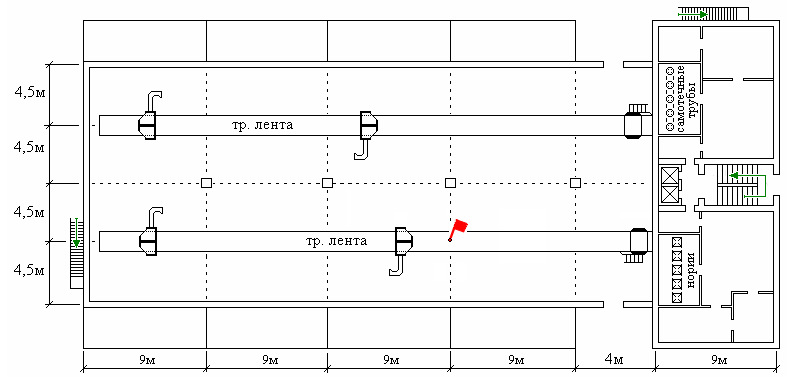 4,5м
4,5м
4,5м
4,5м
тр. лента
тр. лента
самотечные
трубы
нории
9м
9м
9м
9м
4м
9м